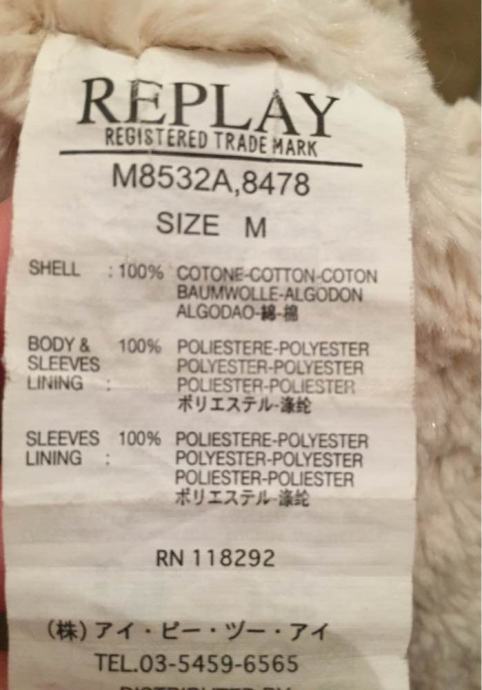 REPLAY
REGISTERED TRADE MARK
M8532A,8478
SIZE M
SHELL : 100% COTONE-COTTON-COTON
BAUMWOLLE-ALGODON
ALGODAO-綿-棉
BODY & 100% POLIESTERE-POLYESTER
SLEEVES POLYESTER-POLYESTER
LINING : POLIESTER-POLIESTER
ポリエステル-涤纶
SLEEVES 100% POLIESTERE-POLYESTER
LINING : POLYESTER-POLYESTER
POLIESTER-POLIESTER
ポリエステル-涤纶
RN 118292
(株) アイ・ピー・ツー・アイ
TEL.03-5459-6565
DISTRIBUTED BY